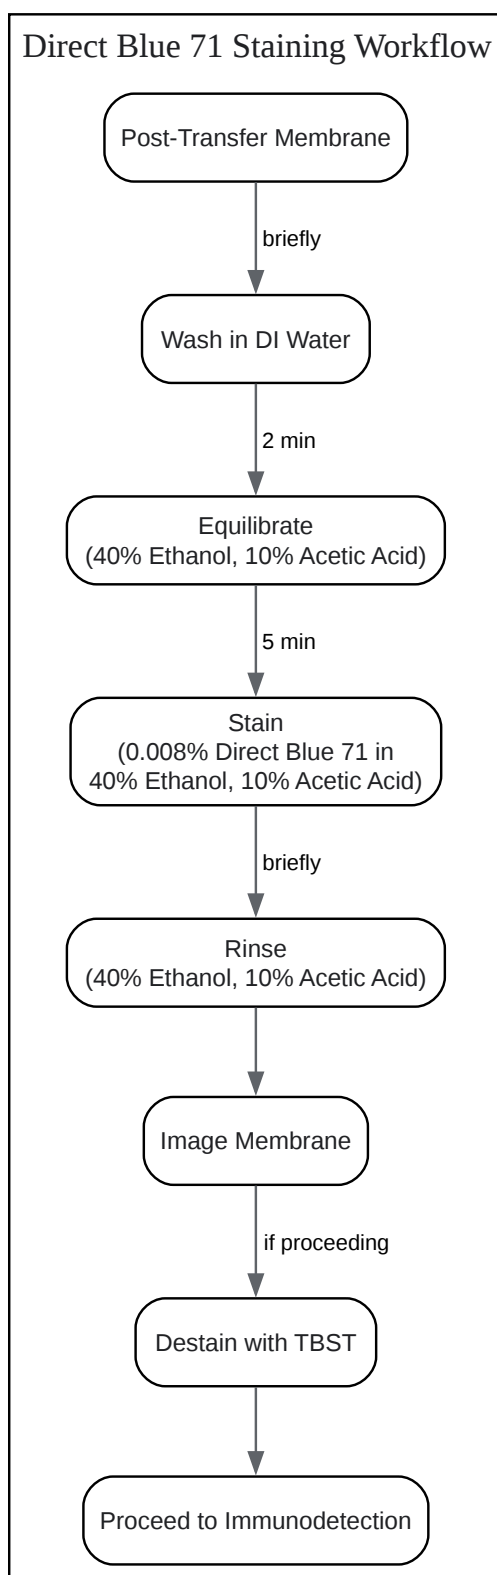 Direct Blue 71 Staining Workflow
Post-Transfer Membrane
briefly
Wash in DI Water
2 min
Equilibrate
(40% Ethanol, 10% Acetic Acid)
5 min
Stain
(0.008% Direct Blue 71 in
40% Ethanol, 10% Acetic Acid)
briefly
Rinse
(40% Ethanol, 10% Acetic Acid)
Image Membrane
if proceeding
Destain with TBST
Proceed to Immunodetection